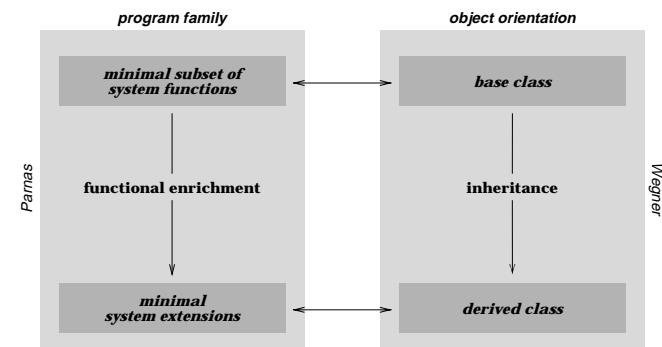 program family
object orientation
minimal subset of
system functions
base class
Parnas
functional enrichment
inheritance
Wegner
minimal
system extensions
derived class